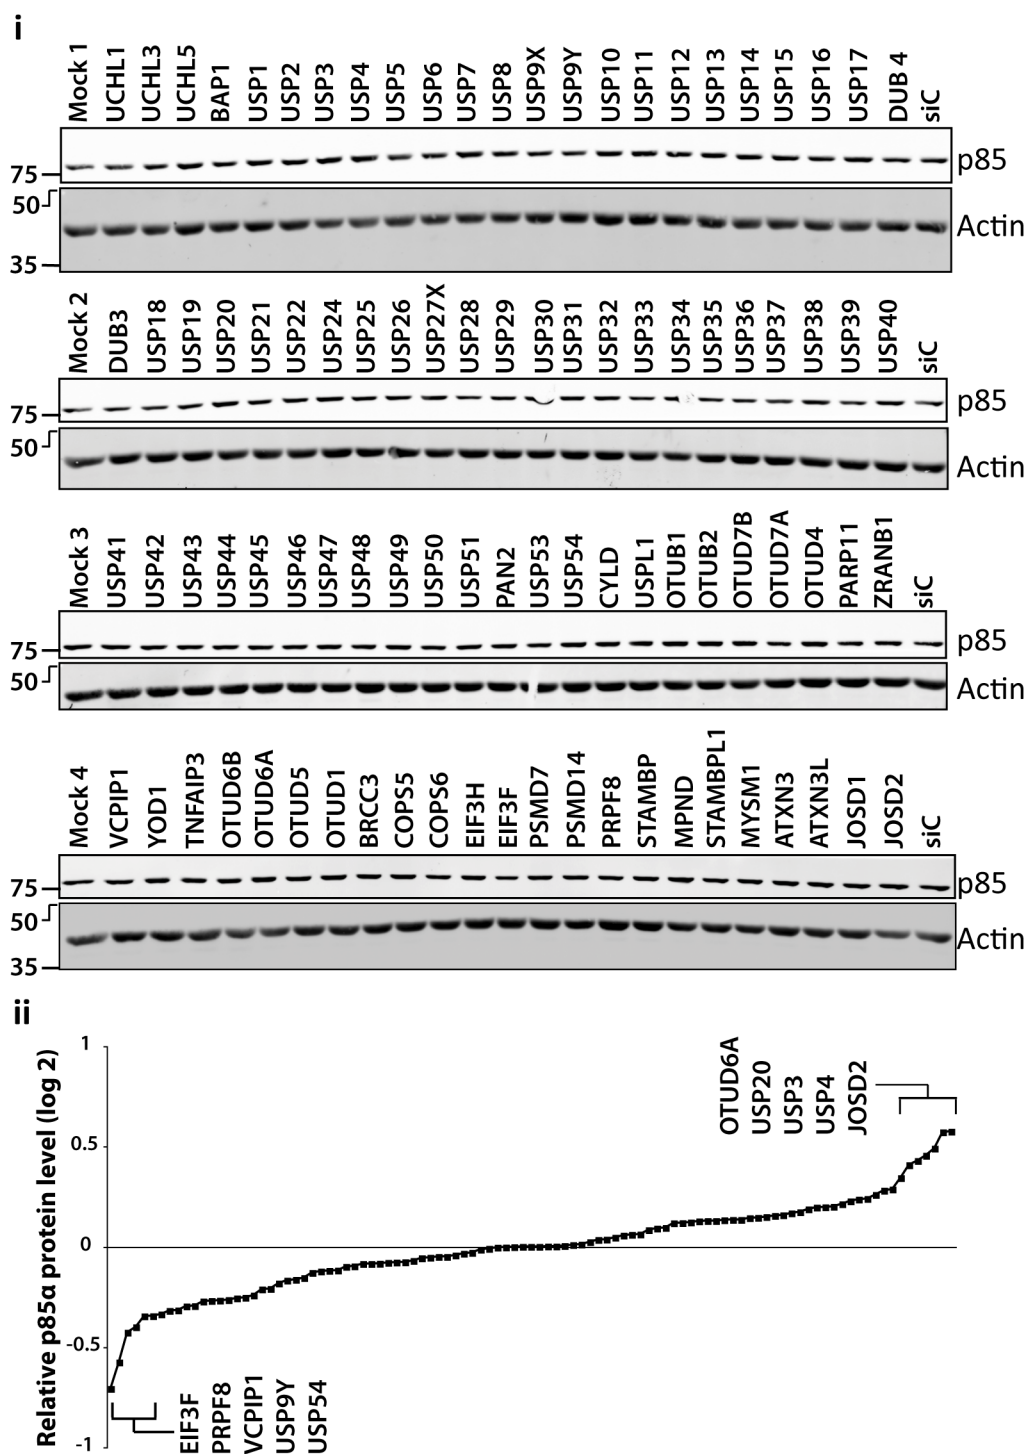 i
Mock 1 UCHL1 UCHL3 UCHL5 BAP1 USP1 USP2 USP3 USP4 USP5 USP6 USP7 USP8 USP9X USP9Y USP10 USP11 USP12 USP13 USP14 USP15 USP16 USP17 DUB 4 siC
75 p85
50 Actin
35
Mock 2 DUB3 USP18 USP19 USP20 USP21 USP22 USP24 USP25 USP26 USP27X USP28 USP29 USP30 USP31 USP32 USP33 USP34 USP35 USP36 USP37 USP38 USP39 USP40 siC
75 p85
50 Actin
Mock 3 USP41 USP42 USP43 USP44 USP45 USP46 USP47 USP48 USP49 USP50 USP51 PAN2 USP53 USP54 CYLD USPL1 OTUB1 OTUB2 OTUD7B OTUD7A OTUD4 PARP11 ZRANB1 siC
75 p85
50 Actin
Mock 4 VCPIP1 YOD1 TNFAIP3 OTUD6B OTUD6A OTUD5 OTUD1 BRCC3 COPS5 COPS6 EIF3H EIF3F PSMD7 PSMD14 PRPF8 STAMBP MPND STAMBPL1 MYSM1 ATXN3 ATXN3L JOSD1 JOSD2 siC
75 p85
50 Actin
35
ii
Relative p85α protein level (log 2)
1
0.5
0
-0.5
-1
OTUD6A
USP20
USP3
USP4
JOSD2
EIF3F
PRPF8
VCPIP1
USP9Y
USP54